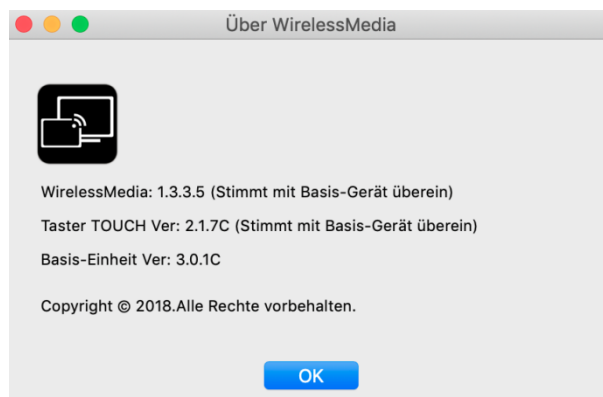 Über WirelessMedia
WirelessMedia: 1.3.3.5 (Stimmt mit Basis-Gerät überein)
Taster TOUCH Ver: 2.1.7C (Stimmt mit Basis-Gerät überein)
Basis-Einheit Ver: 3.0.1C
Copyright © 2018.Alle Rechte vorbehalten.
OK